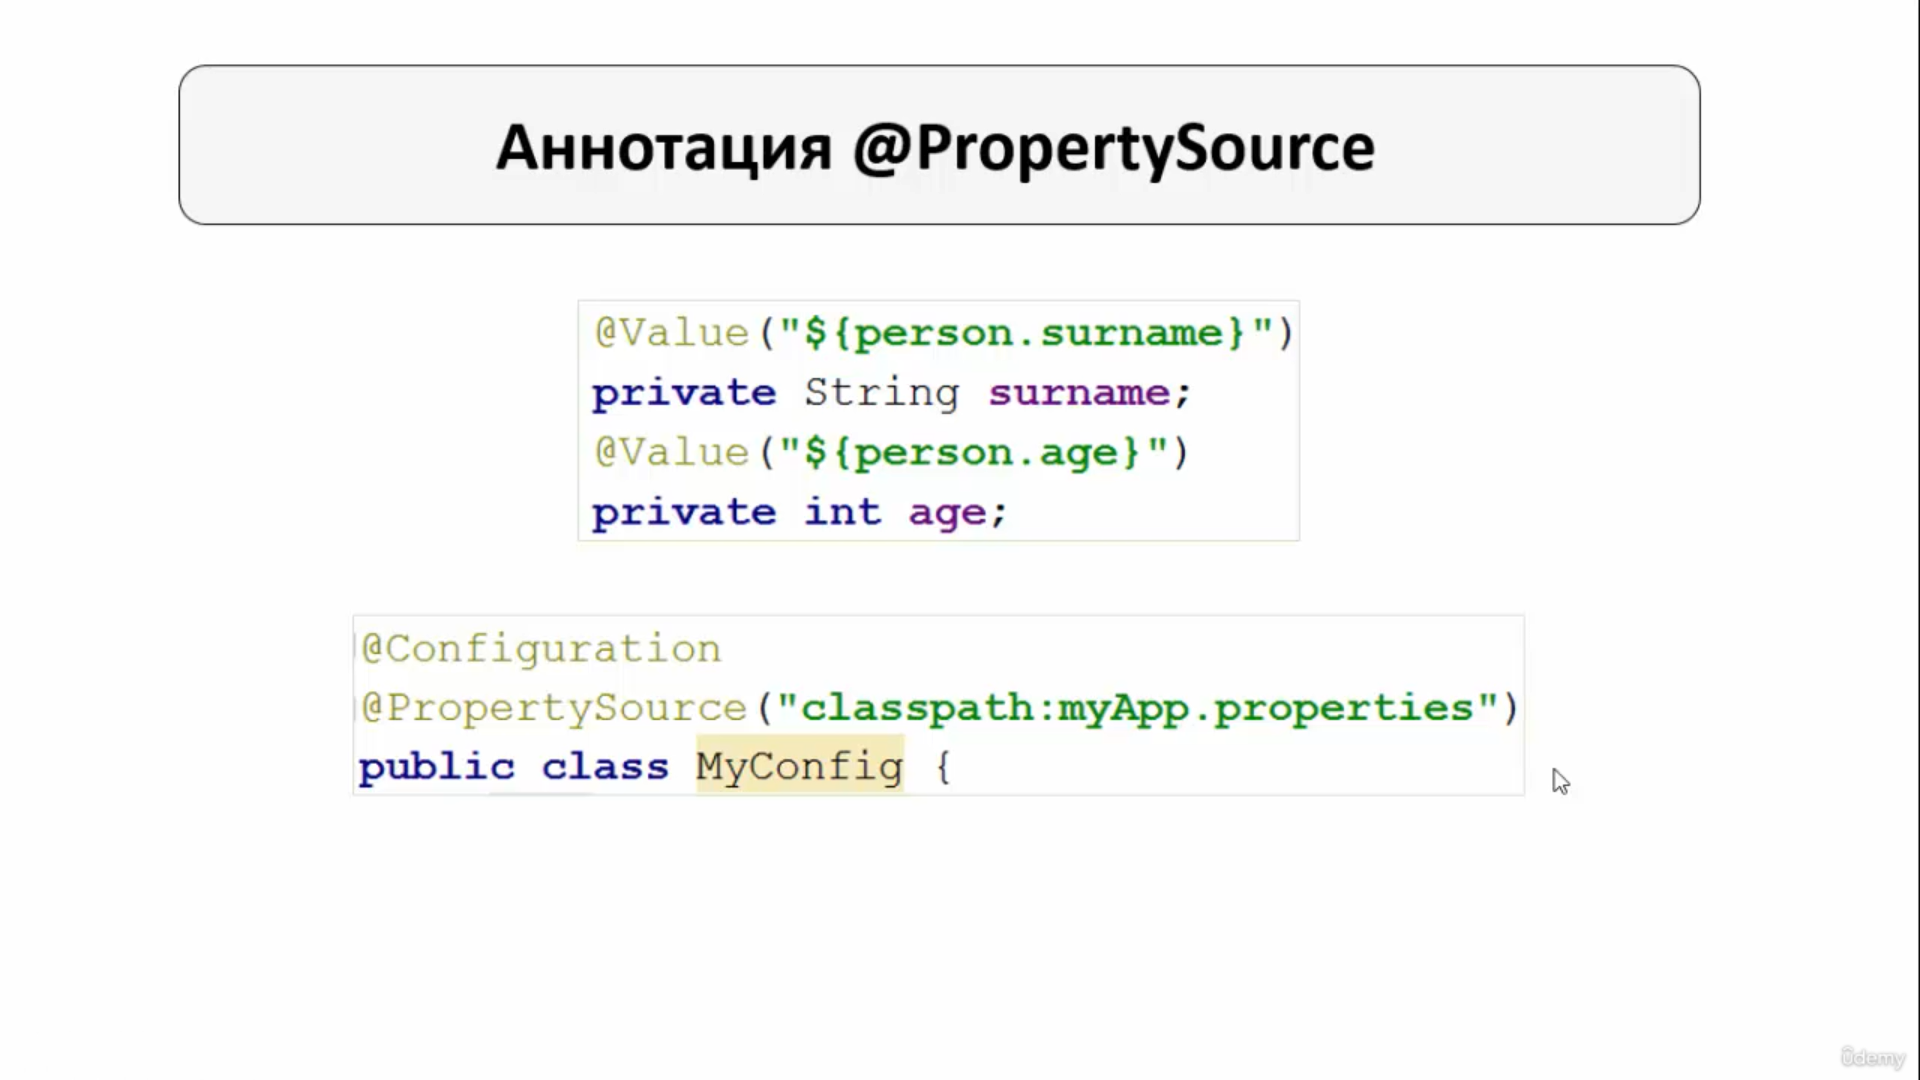 Аннотация @PropertySource
@Value("${person.surname}")
private String surname;
@Value("${person.age}")
private int age;
@Configuration
@PropertySource("classpath:myApp.properties")
public class MyConfig {
ûdemy